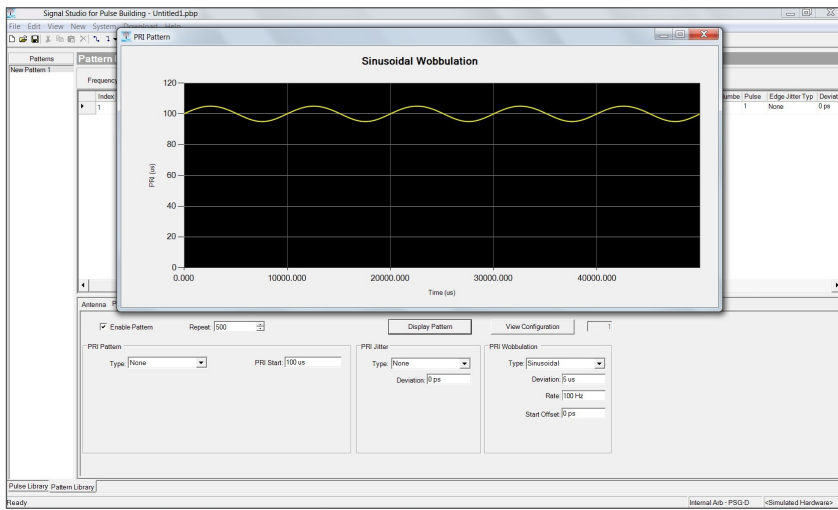 Signal Studio for Pulse Building - Untitled1.pbp
File Edit View New System Download Help
PRI Pattern
Patterns
New Pattern 1
Pattern
Frequency
Index
1
Pulse Edge Jitter Typ Deviat
1 None 0 ps
Sinusoidal Wobbulation
120
100
80
60
40
20
0
PRI (us)
0.000 10000.000 20000.000 30000.000 40000.000
Time (us)
Antenna
Enable Pattern Repeat: 500 Display Pattern View Configuration 1
PRI Pattern
Type: None PRI Start: 100 us
PRI Jitter
Type: None
Deviation: 0 ps
PRI Wobbulation
Type: Sinusoidal
Deviation: 5 us
Rate: 100 Hz
Start Offset: 0 ps
Pulse Library Pattern Library
Ready Internal Arb - PSG-D <Simulated Hardware>